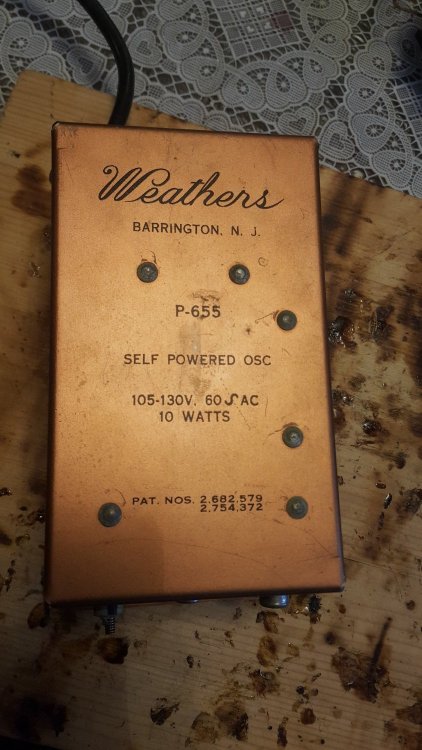 Weathers
BARRINGTON, N. J.
P-655
SELF POWERED OSC
105-130V. 60 ∿ AC
10 WATTS
PAT. NOS. 2,682,579
2,754,372